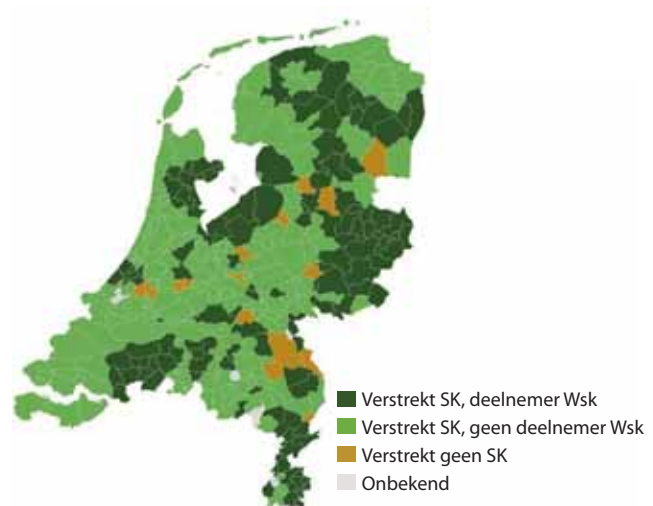 Verstrekt SK, deelnemer Wsk
Verstrekt SK, geen deelnemer Wsk
Verstrekt geen SK
Onbekend